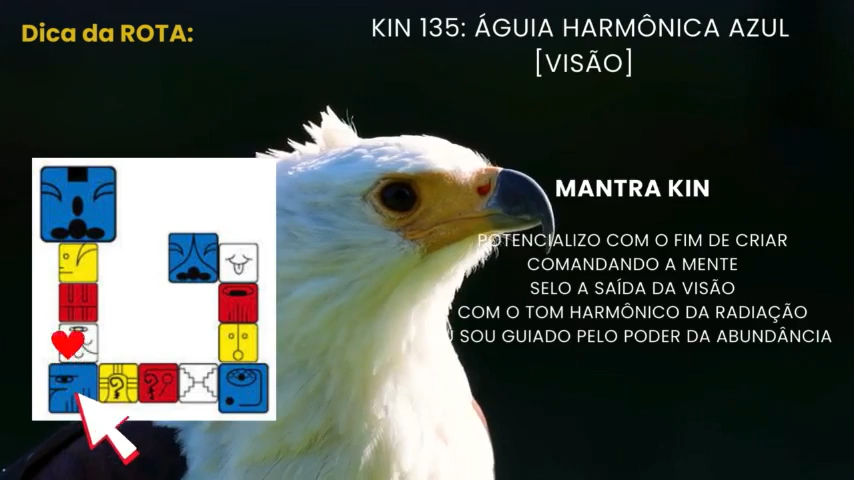 Dica da ROTA:
KIN 135: ÁGUIA HARMÔNICA AZUL
[VISÃO]
MANTRA KIN
POTENCIALIZO COM O FIM DE CRIAR
COMANDANDO A MENTE
SELO A SAÍDA DA VISÃO
COM O TOM HARMÔNICO DA RADIAÇÃO
SOU GUIADO PELO PODER DA ABUNDÂNCIA